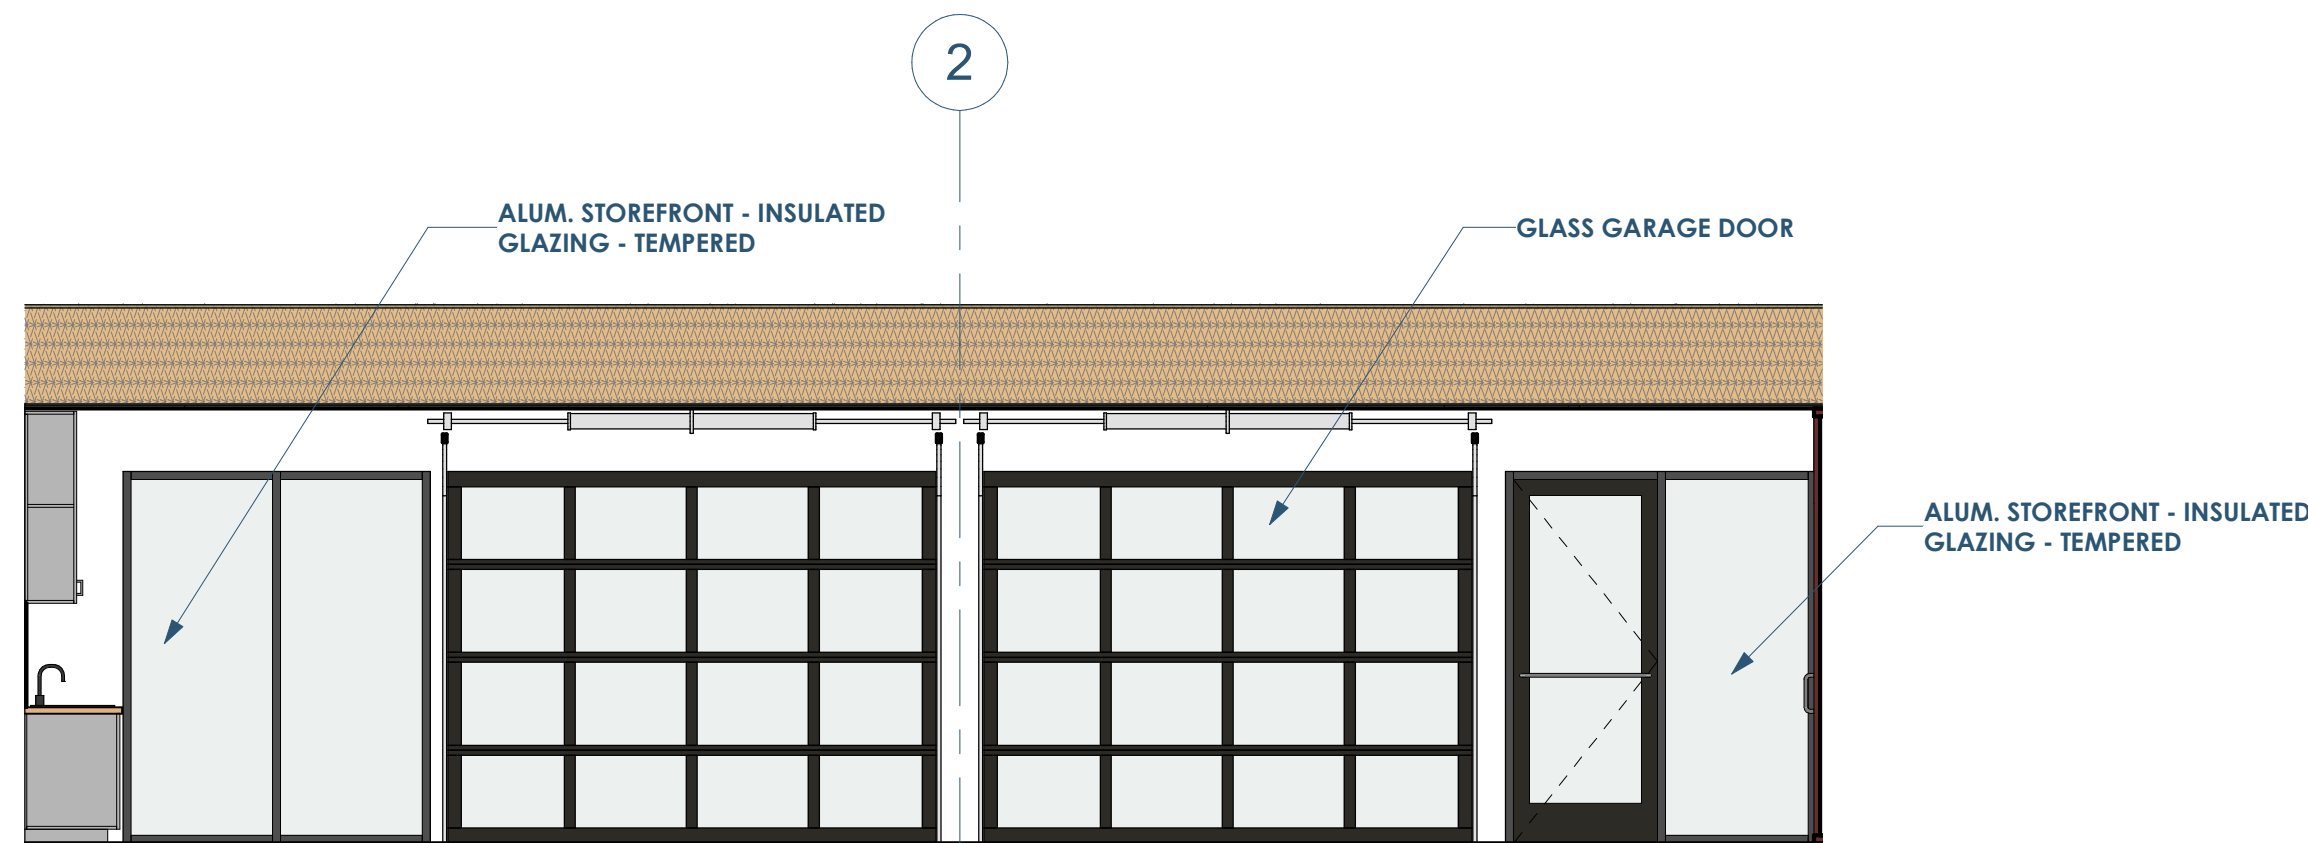 2
ALUM. STOREFRONT - INSULATED
GLAZING - TEMPERED
GLASS GARAGE DOOR
ALUM. STOREFRONT - INSULATED
GLAZING - TEMPERED